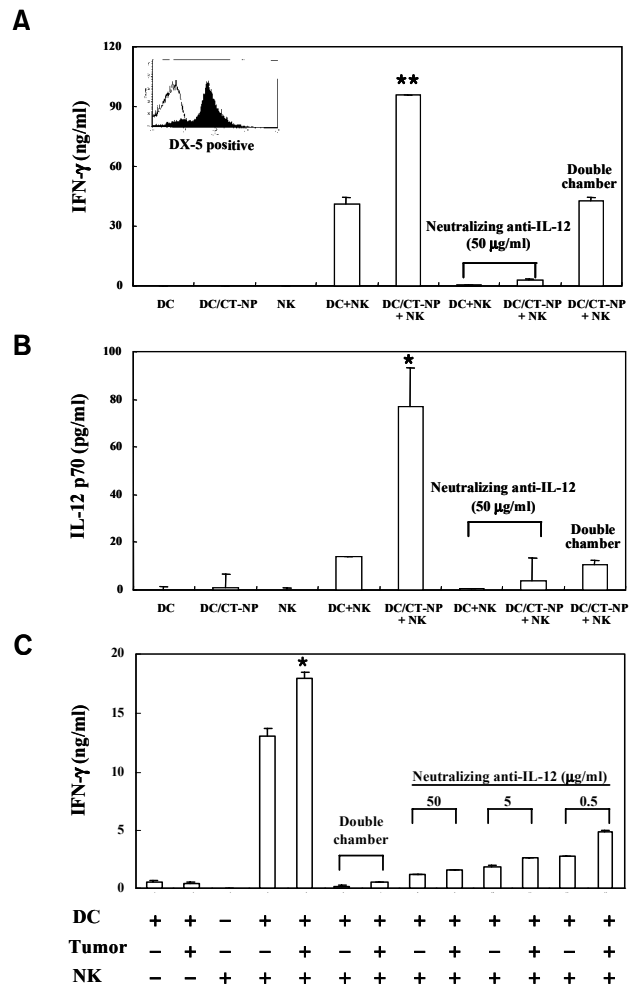 A
120
90
60
30
0
IFN-γ (ng/ml)
DX-5 positive
**
Neutralizing anti-IL-12
(50 μg/ml)
Double
chamber
DC DC/CT-NP NK DC+NK DC/CT-NP + NK DC+NK DC/CT-NP + NK DC/CT-NP + NK
B
100
80
60
40
20
0
IL-12 p70 (pg/ml)
*
Neutralizing anti-IL-12
(50 μg/ml)
Double
chamber
DC DC/CT-NP NK DC+NK DC/CT-NP + NK DC+NK DC/CT-NP + NK DC/CT-NP + NK
C
20
15
10
5
0
IFN-γ (ng/ml)
*
Double
chamber
Neutralizing anti-IL-12 (μg/ml)
50 5 0.5
DC + + − + + + + + + + + + +
Tumor − + − − + − + − + − + − +
NK − − + + + + + + + + + + +